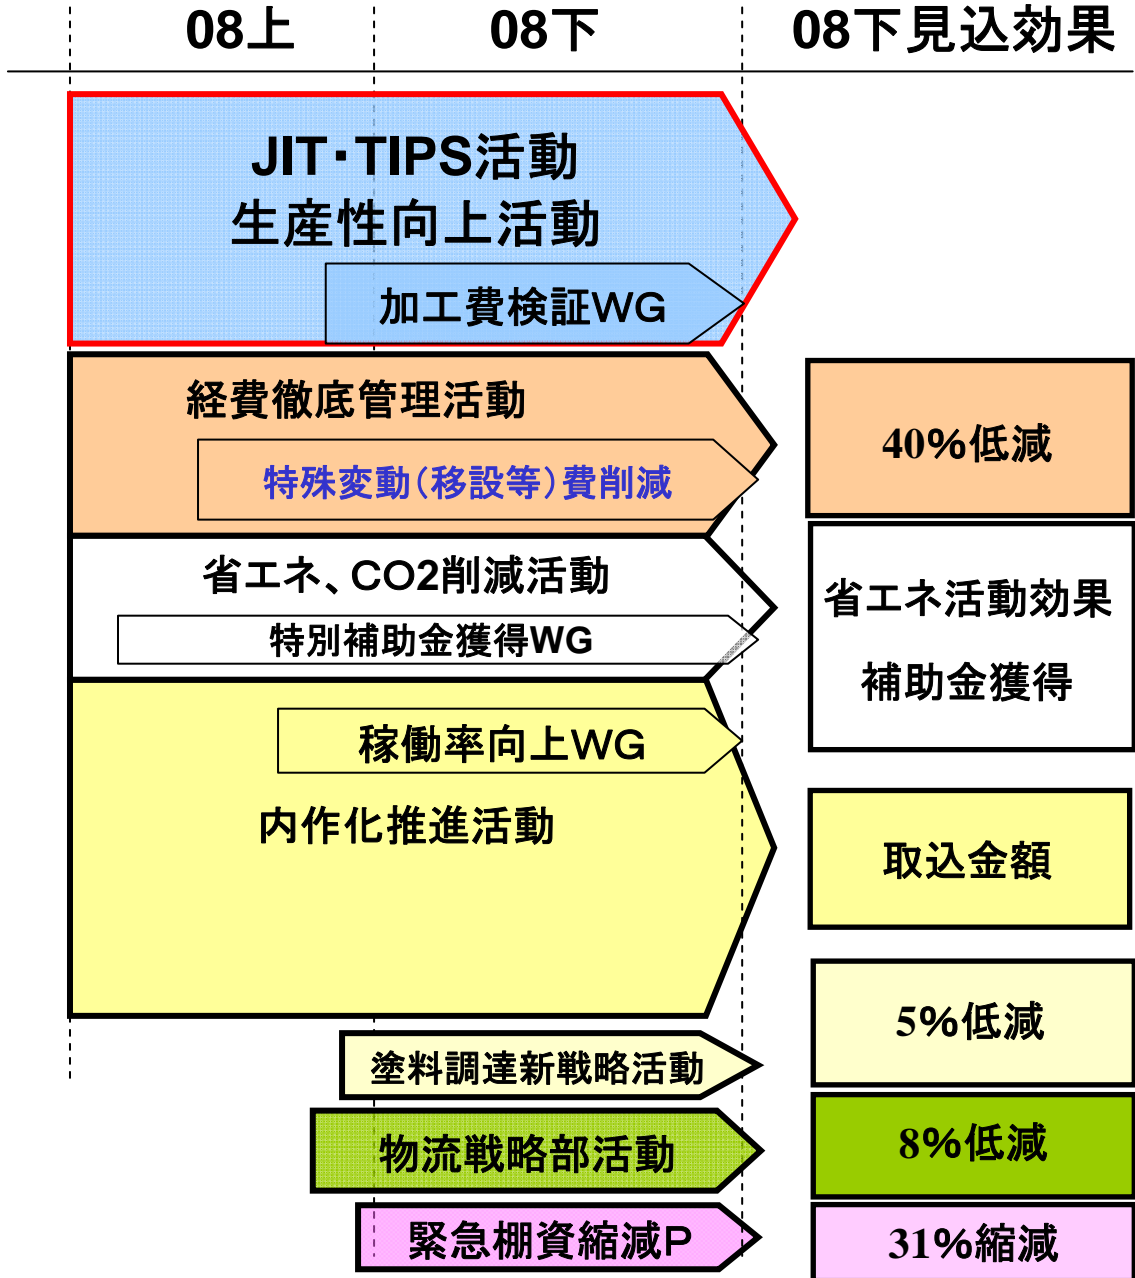 08上 08下 08下見込効果
JIT・TIPS活動
生産性向上活動
加工費検証WG
経費徹底管理活動
特殊変動(移設等)費削減
40%低減
省エネ、CO2削減活動
特別補助金獲得WG
省エネ活動効果
補助金獲得
稼働率向上WG
内作化推進活動
取込金額
塗料調達新戦略活動
5%低減
物流戦略部活動
8%低減
緊急棚資縮減P
31%縮減